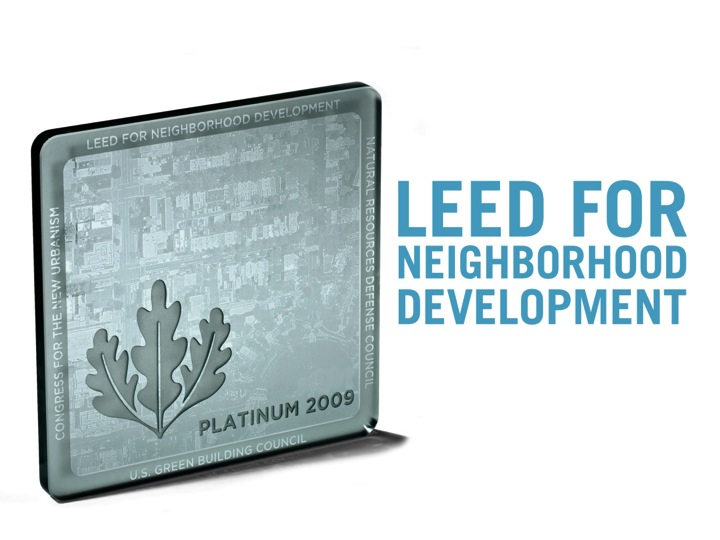 LEED FOR NEIGHBORHOOD DEVELOPMENT
NATURAL RESOURCES DEFENSE COUNCIL
CONGRESS FOR THE NEW URBANISM
PLATINUM 2009
U.S. GREEN BUILDING COUNCIL
LEED FOR
NEIGHBORHOOD
DEVELOPMENT